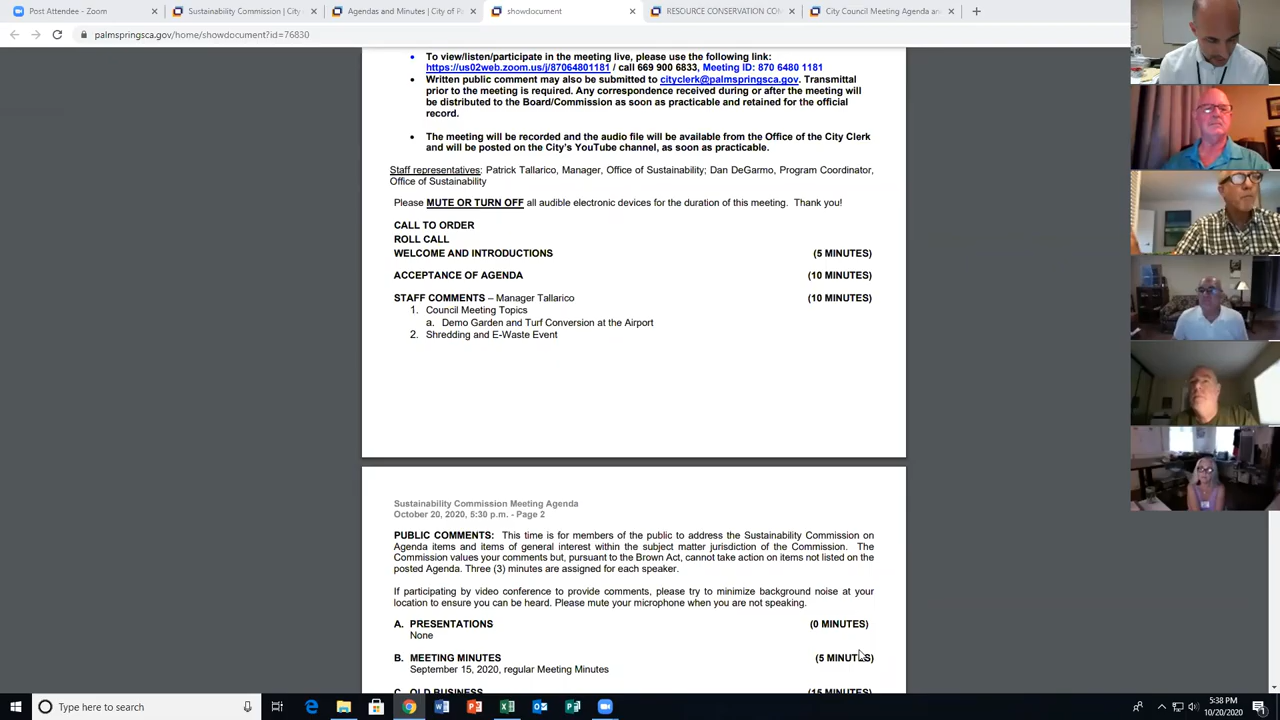 Post Attendee - Zoom
Sustainability Commission | City
Agendas and Minutes | City of P
showdocument
RESOURCE CONSERVATION COM
City Council Meeting Agenda an
palmspringsca.gov/home/showdocument?id=76830
• To view/listen/participate in the meeting live, please use the following link:
https://us02web.zoom.us/j/87064801181 / call 669 900 6833, Meeting ID: 870 6480 1181
• Written public comment may also be submitted to cityclerk@palmspringsca.gov. Transmittal
prior to the meeting is required. Any correspondence received during or after the meeting will
be distributed to the Board/Commission as soon as practicable and retained for the official
record.
• The meeting will be recorded and the audio file will be available from the Office of the City Clerk
and will be posted on the City's YouTube channel, as soon as practicable.
Staff representatives: Patrick Tallarico, Manager, Office of Sustainability; Dan DeGarmo, Program Coordinator,
Office of Sustainability
Please MUTE OR TURN OFF all audible electronic devices for the duration of this meeting. Thank you!
CALL TO ORDER
ROLL CALL
WELCOME AND INTRODUCTIONS (5 MINUTES)
ACCEPTANCE OF AGENDA (10 MINUTES)
STAFF COMMENTS – Manager Tallarico (10 MINUTES)
1. Council Meeting Topics
a. Demo Garden and Turf Conversion at the Airport
2. Shredding and E-Waste Event
Sustainability Commission Meeting Agenda
October 20, 2020, 5:30 p.m. - Page 2
PUBLIC COMMENTS: This time is for members of the public to address the Sustainability Commission on
Agenda items and items of general interest within the subject matter jurisdiction of the Commission. The
Commission values your comments but, pursuant to the Brown Act, cannot take action on items not listed on the
posted Agenda. Three (3) minutes are assigned for each speaker.
If participating by video conference to provide comments, please try to minimize background noise at your
location to ensure you can be heard. Please mute your microphone when you are not speaking.
A. PRESENTATIONS (0 MINUTES)
None
B. MEETING MINUTES (5 MINUTES)
September 15, 2020, regular Meeting Minutes
C. OLD BUSINESS (15 MINUTES)
Type here to search
5:38 PM
10/20/2020